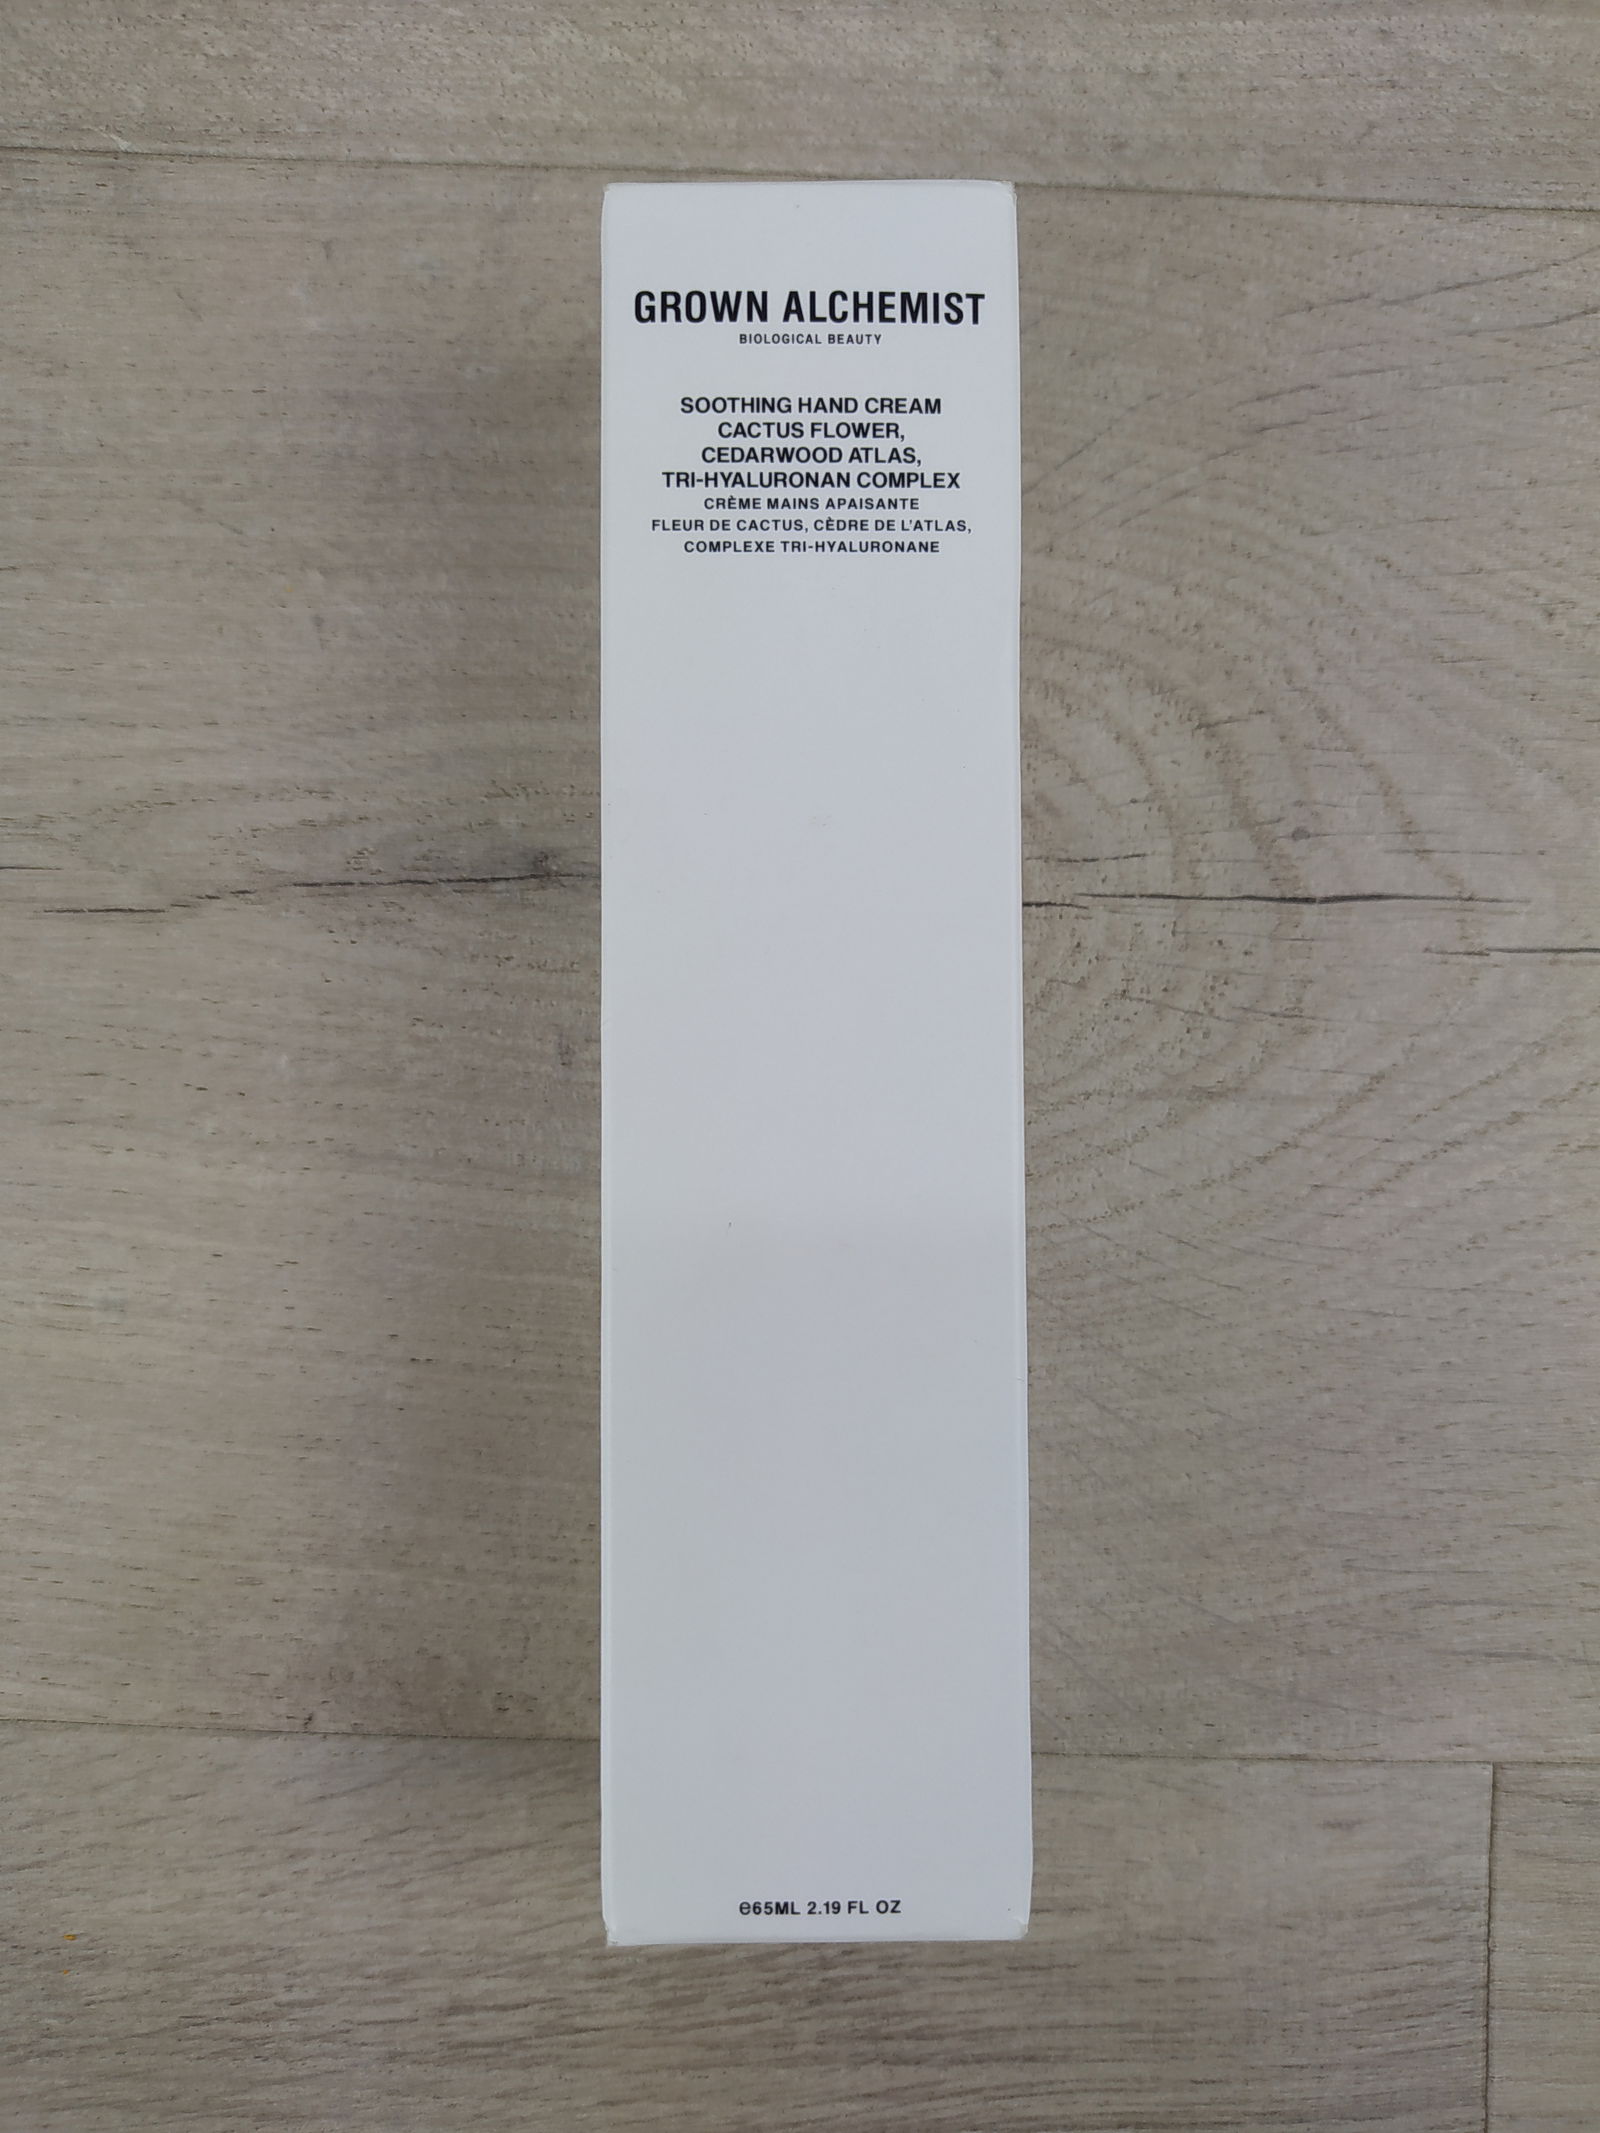 GROWN ALCHEMIST
BIOLOGICAL BEAUTY
SOOTHING HAND CREAM
CACTUS FLOWER,
CEDARWOOD ATLAS,
TRI-HYALURONAN COMPLEX
CRÈME MAINS APAISANTE
FLEUR DE CACTUS, CÈDRE DE L'ATLAS,
COMPLEXE TRI-HYALURONANE
℮65ML 2.19 FL OZ